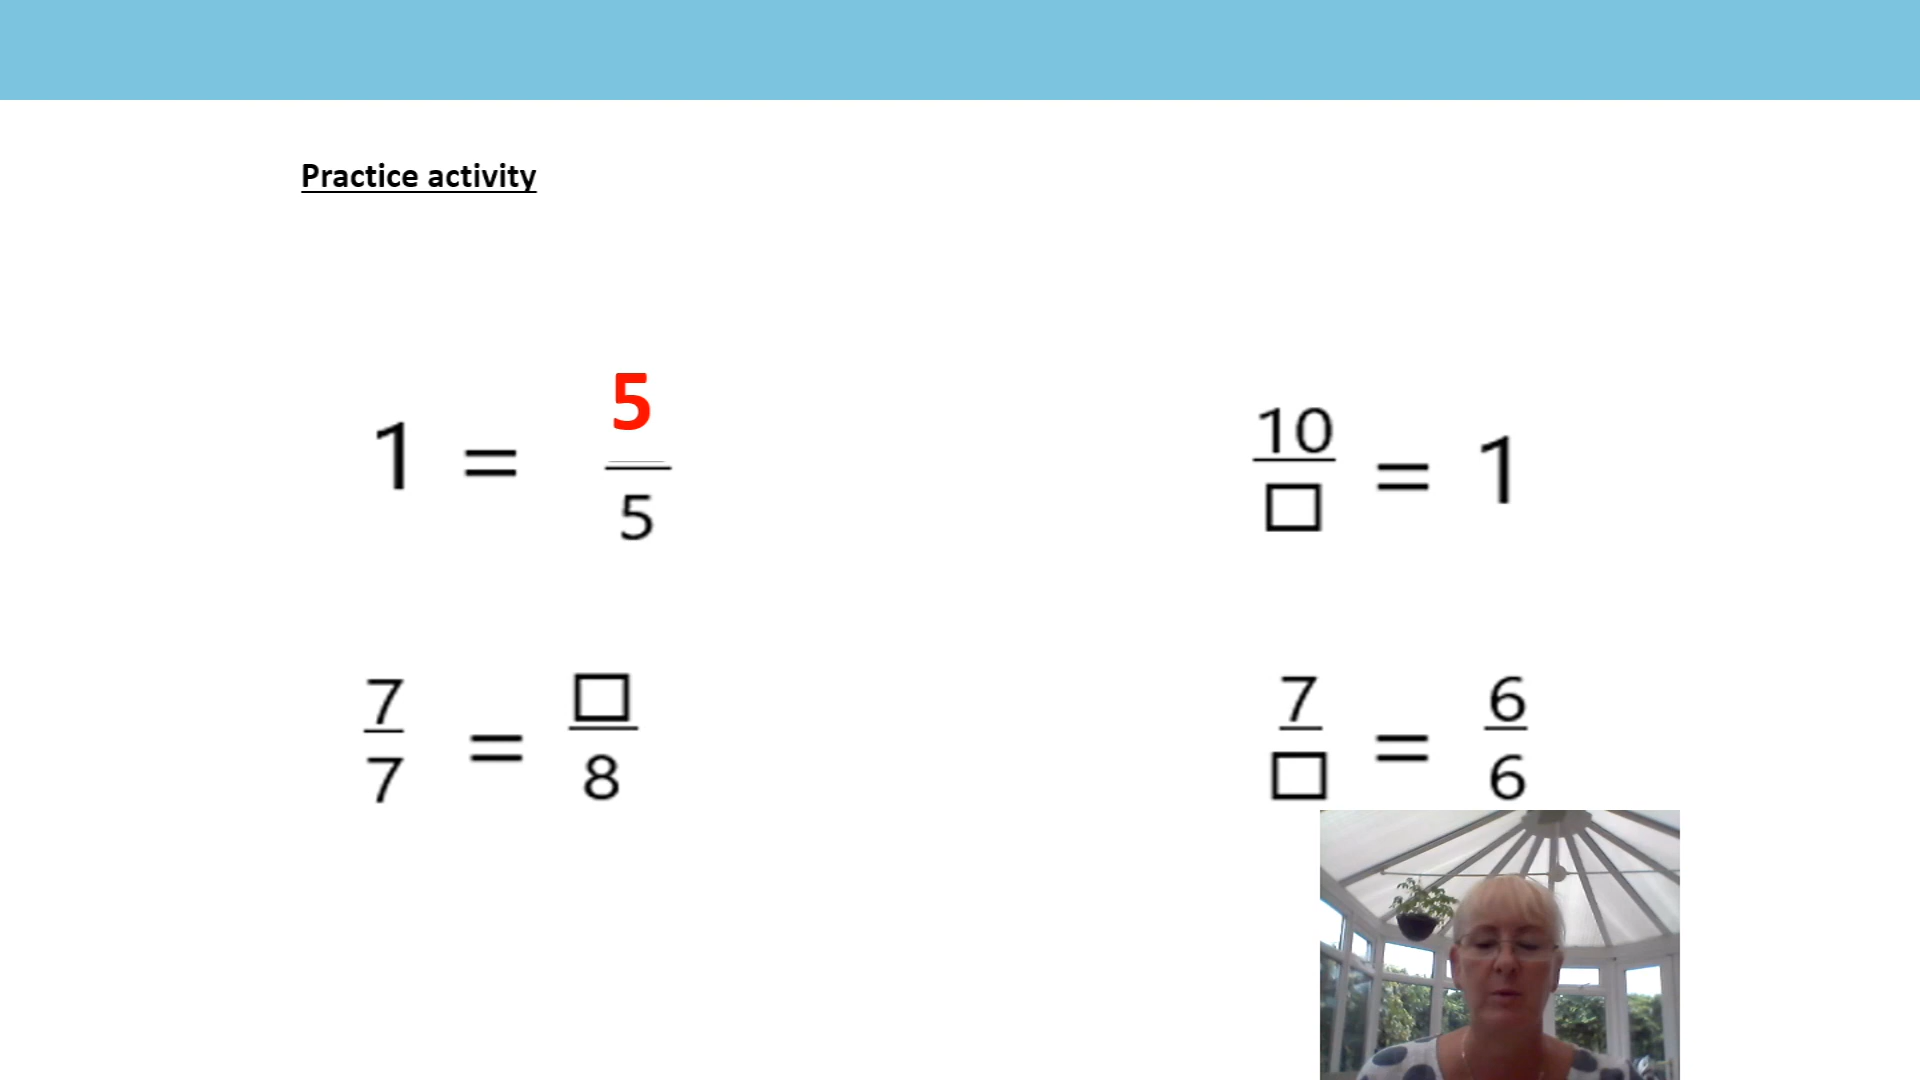 Practice activity
1 = 5/5
10/□ = 1
7/7 = □/8
7/□ = 6/6